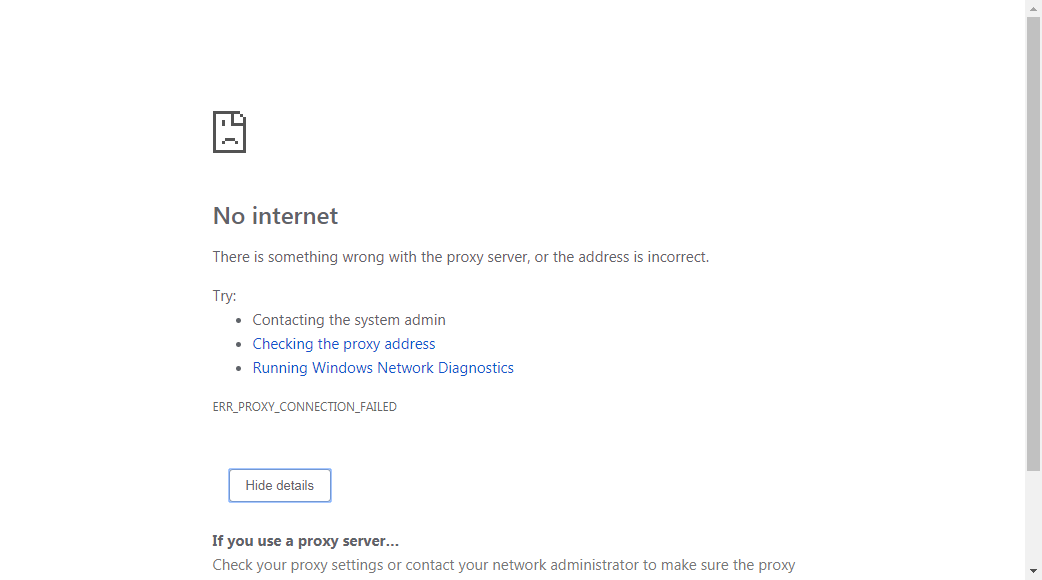 No internet
There is something wrong with the proxy server, or the address is incorrect.
Try:
• Contacting the system admin
• Checking the proxy address
• Running Windows Network Diagnostics
ERR_PROXY_CONNECTION_FAILED
Hide details
If you use a proxy server...
Check your proxy settings or contact your network administrator to make sure the proxy